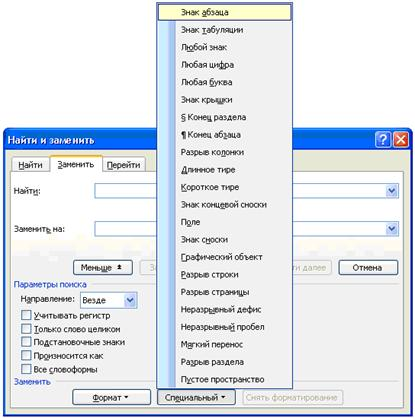 Знак абзаца
Знак табуляции
Любой знак
Любая цифра
Любая буква
Знак крышки
§ Конец раздела
¶ Конец абзаца
Разрыв колонки
Длинное тире
Короткое тире
Знак концевой сноски
Поле
Знак сноски
Графический объект
Разрыв строки
Разрыв страницы
Неразрывный дефис
Неразрывный пробел
Мягкий перенос
Разрыв раздела
Пустое пространство
Найти и заменить
Найти Заменить Перейти
Найти:
Заменить на:
Меньше За ти далее Отмена
Параметры поиска
Направление: Везде
Учитывать регистр
Только слово целиком
Подстановочные знаки
Произносится как
Все словоформы
Заменить
Формат Специальный Снять форматирование